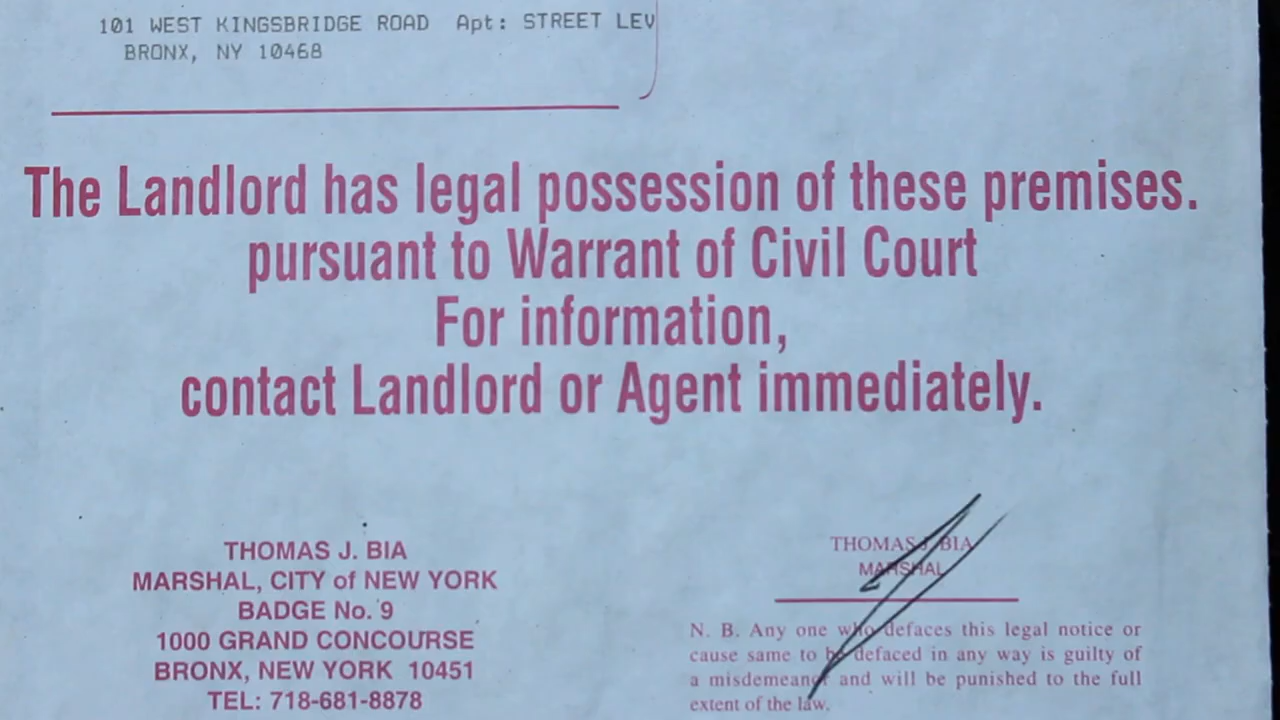 101 WEST KINGSBRIDGE ROAD Apt: STREET LEV
BRONX, NY 10468
The Landlord has legal possession of these premises.
pursuant to Warrant of Civil Court
For information,
contact Landlord or Agent immediately.
THOMAS J. BIA
MARSHAL, CITY of NEW YORK
BADGE No. 9
1000 GRAND CONCOURSE
BRONX, NEW YORK 10451
TEL: 718-681-8878
THOMAS J. BIA
MARSHAL
N. B. Any one who defaces this legal notice or
cause same to be defaced in any way is guilty of
a misdemeanor and will be punished to the full
extent of the law.